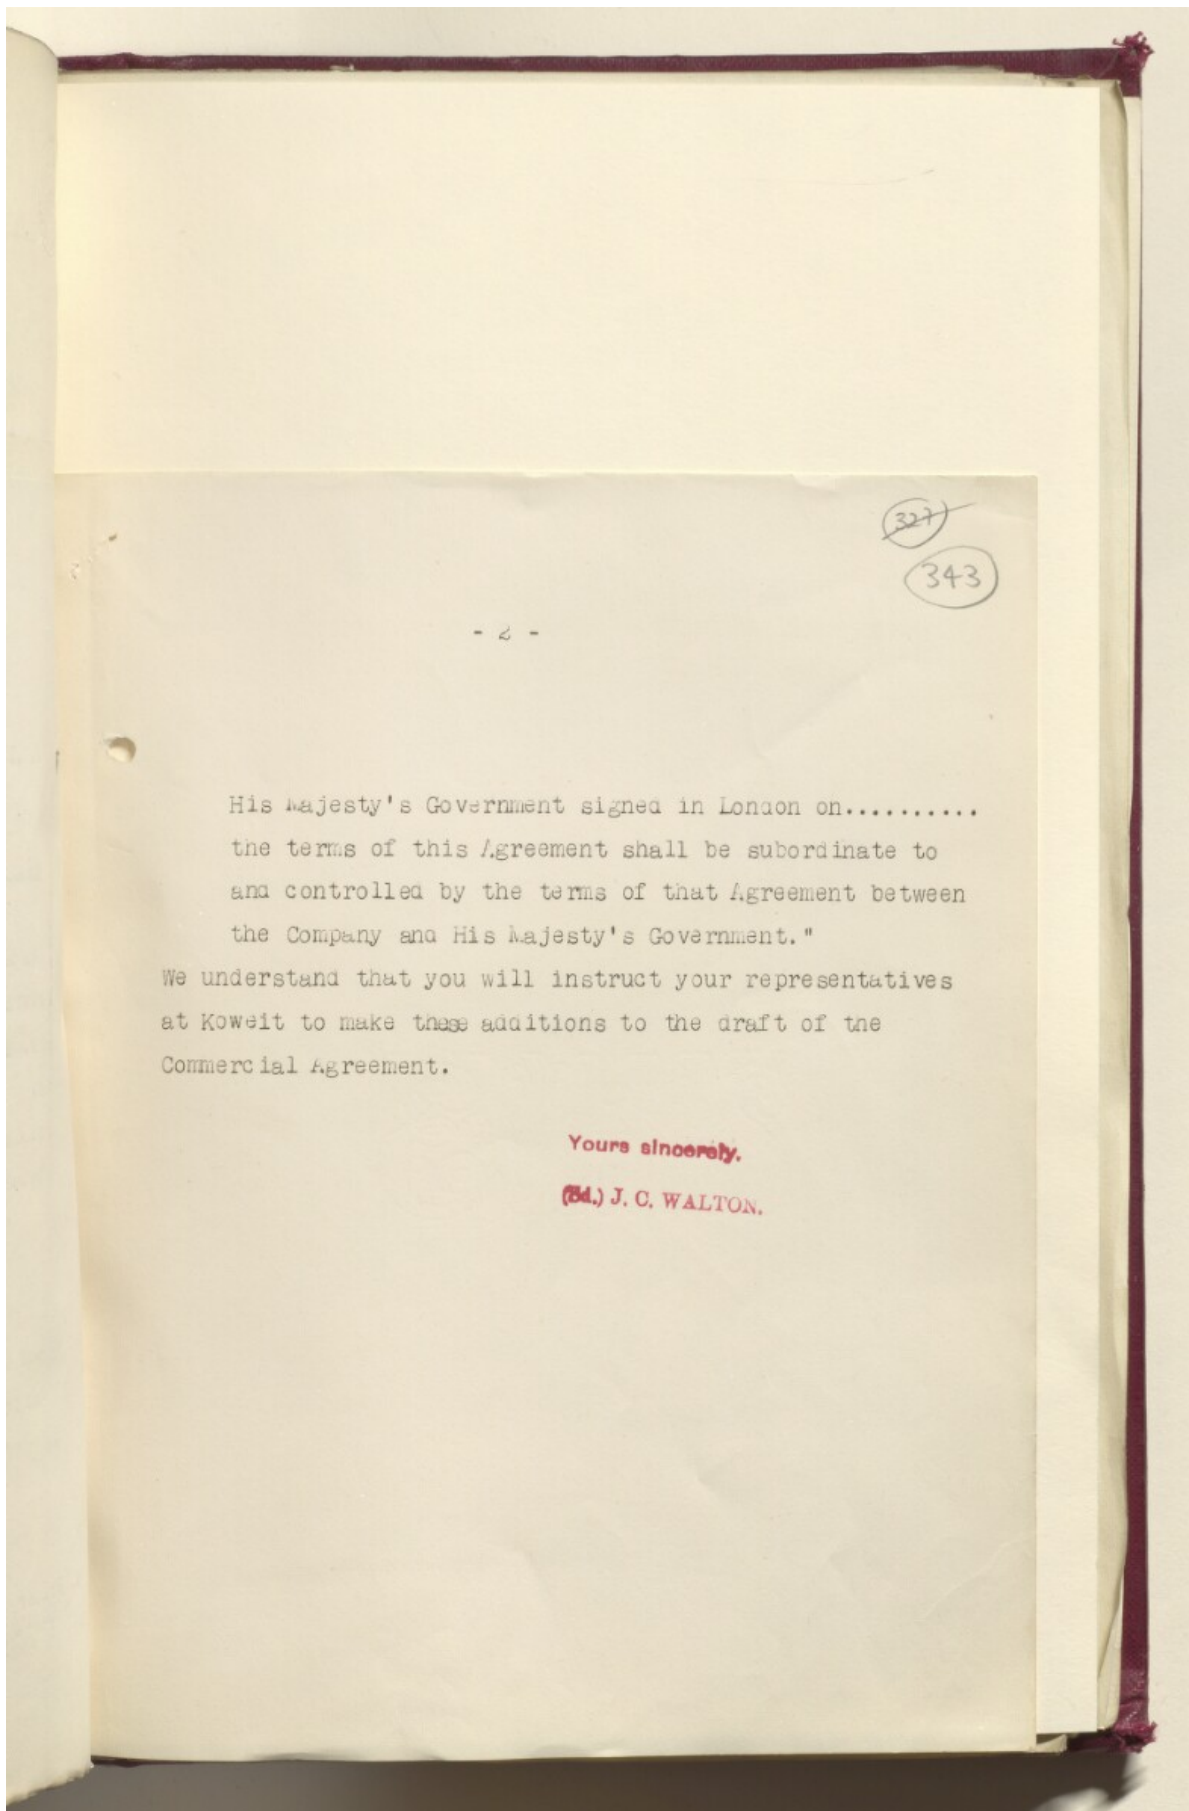 327
343
- 2 -
His Majesty's Government signed in London on..........
the terms of this Agreement shall be subordinate to
and controlled by the terms of that Agreement between
the Company and His Majesty's Government."
We understand that you will instruct your representatives
at Koweit to make these additions to the draft of the
Commercial Agreement.
Yours sincerely,
(Sd.) J. C. WALTON.